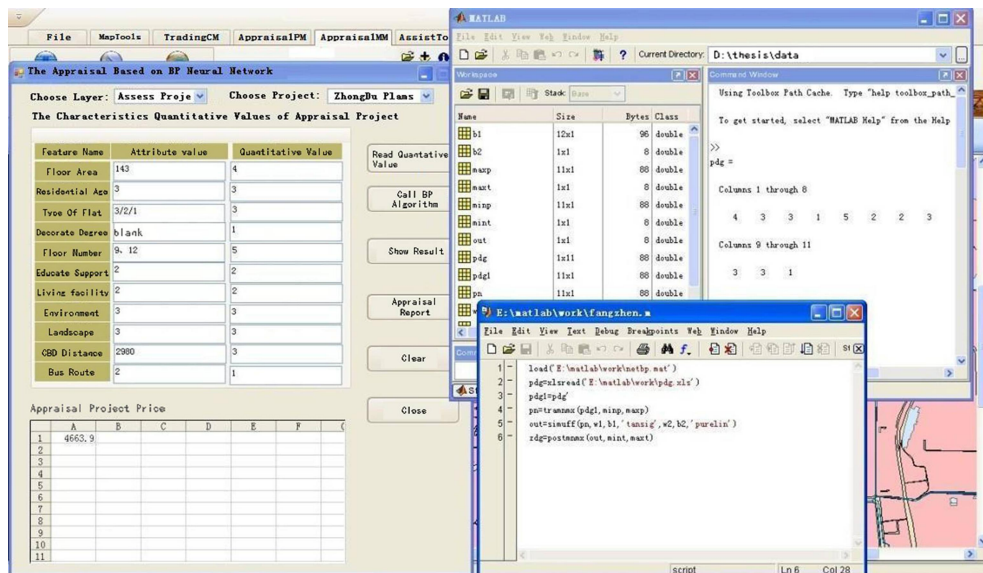 File MapTools TradingCM AppraisalPM AppraisalMM AssistTo
The Appraisal Based on BP Neural Network
Choose Layer: Assess Proje Choose Project: ZhongDu Plams
The Characteristics Quantitative Values of Appraisal Project
Feature Name Attribute value Quantitative Value
Floor Area 143 4
Residential Age 3 3
Type Of Flat 3/2/1 3
Decorate Degree blank 1
Floor Number 9、12 5
Educate Support 2 2
Living facility 2 2
Environment 3 3
Landscape 3 3
CBD Distance 2980 3
Bus Route 2 1
Read Quantative
Value
Call BP
Algorithm
Show Result
Appraisal
Report
Clear
Close
Appraisal Project Price
A B C D E F
1 4663.9
2
3
4
5
6
7
8
9
10
11
MATLAB
File Edit View Web Window Help
Current Directory: D:\thesis\data
Workspace
Stack: Base
Name Size Bytes Class
b1 12x1 96 double
b2 1x1 8 double
maxp 11x1 88 double
maxt 1x1 8 double
minp 11x1 88 double
mint 1x1 8 double
out 1x1 8 double
pdg 1x11 88 double
pdg1 11x1 88 double
pn 11x1 88 double
Command Window
Using Toolbox Path Cache. Type "help toolbox_path_
To get started, select "MATLAB Help" from the Help
>>
pdg =
Columns 1 through 8
4 3 3 1 5 2 2 3
Columns 9 through 11
3 3 1
E:\matlab\work\fangzhen.m
File Edit View Text Debug Breakpoints Web Window Help
1 - load('E:\matlab\work\netbp.mat')
2 - pdg=xlsread('E:\matlab\work\pdg.xls')
3 - pdg1=pdg'
4 - pn=tramnmx(pdg1,minp,maxp)
5 - out=simuff(pn,w1,b1,'tansig',w2,b2,'purelin')
6 - rdg=postmnmx(out,mint,maxt)
script Ln 6 Col 28